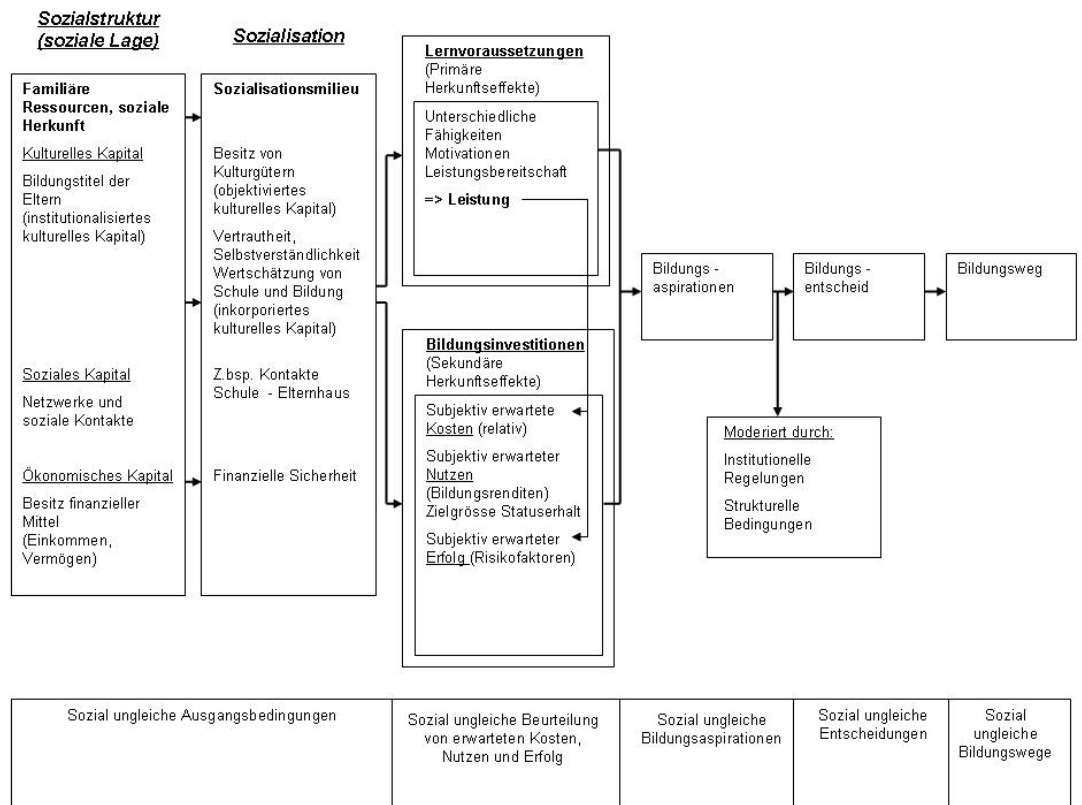 Sozialstruktur
(soziale Lage)
Sozialisation
Familiäre
Ressourcen, soziale
Herkunft
Kulturelles Kapital
Bildungstitel der
Eltern
(institutionalisiertes
kulturelles Kapital)
Soziales Kapital
Netzwerke und
soziale Kontakte
Ökonomisches Kapital
Besitz finanzieller
Mittel
(Einkommen,
Vermögen)
Sozialisationsmilieu
Besitz von
Kulturgütern
(objektiviertes
kulturelles Kapital)
Vertrautheit,
Selbstverständlichkeit
Wertschätzung von
Schule und Bildung
(inkorporiertes
kulturelles Kapital)
Z.bsp. Kontakte
Schule - Elternhaus
Finanzielle Sicherheit
Lernvoraussetzungen
(Primäre
Herkunftseffekte)
Unterschiedliche
Fähigkeiten
Motivationen
Leistungsbereitschaft
=> Leistung
Bildungsinvestitionen
(Sekundäre
Herkunftseffekte)
Subjektiv erwartete
Kosten (relativ)
Subjektiv erwarteter
Nutzen
(Bildungsrenditen)
Zielgrösse Statuserhalt
Subjektiv erwarteter
Erfolg (Risikofaktoren)
Bildungs -
aspirationen
Bildungs -
entscheid
Bildungsweg
Moderiert durch:
Institutionelle
Regelungen
Strukturelle
Bedingungen
Sozial ungleiche Ausgangsbedingungen
Sozial ungleiche Beurteilung
von erwarteten Kosten,
Nutzen und Erfolg
Sozial ungleiche
Bildungsaspirationen
Sozial ungleiche
Entscheidungen
Sozial
ungleiche
Bildungswege